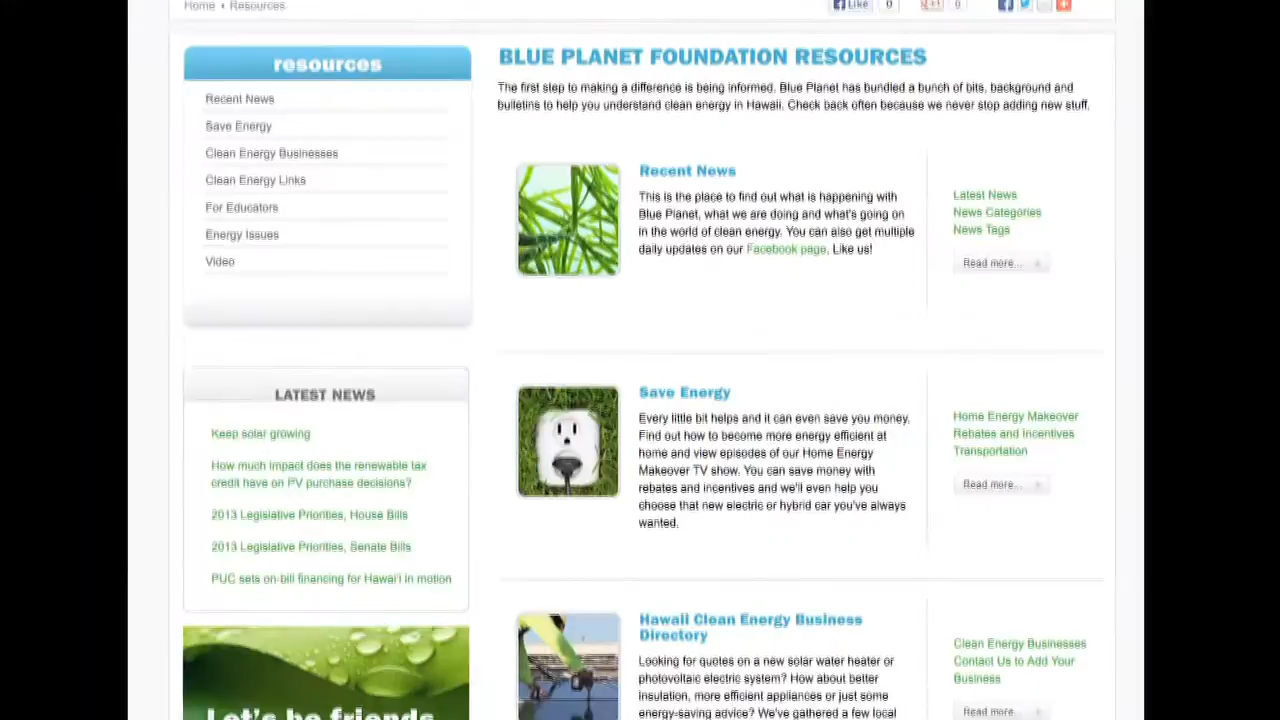 Home › Resources
Like 0
+1 0
resources
Recent News
Save Energy
Clean Energy Businesses
Clean Energy Links
For Educators
Energy Issues
Video
LATEST NEWS
Keep solar growing
How much impact does the renewable tax
credit have on PV purchase decisions?
2013 Legislative Priorities, House Bills
2013 Legislative Priorities, Senate Bills
PUC sets on-bill financing for Hawai'i in motion
Let's be friends
BLUE PLANET FOUNDATION RESOURCES
The first step to making a difference is being informed. Blue Planet has bundled a bunch of bits, background and
bulletins to help you understand clean energy in Hawaii. Check back often because we never stop adding new stuff.
Recent News
This is the place to find out what is happening with
Blue Planet, what we are doing and what's going on
in the world of clean energy. You can also get multiple
daily updates on our Facebook page. Like us!
Latest News
News Categories
News Tags
Read more...
Save Energy
Every little bit helps and it can even save you money.
Find out how to become more energy efficient at
home and view episodes of our Home Energy
Makeover TV show. You can save money with
rebates and incentives and we'll even help you
choose that new electric or hybrid car you've always
wanted.
Home Energy Makeover
Rebates and Incentives
Transportation
Read more...
Hawaii Clean Energy Business
Directory
Looking for quotes on a new solar water heater or
photovoltaic electric system? How about better
insulation, more efficient appliances or just some
energy-saving advice? We've gathered a few local
Clean Energy Businesses
Contact Us to Add Your
Business
Read more...